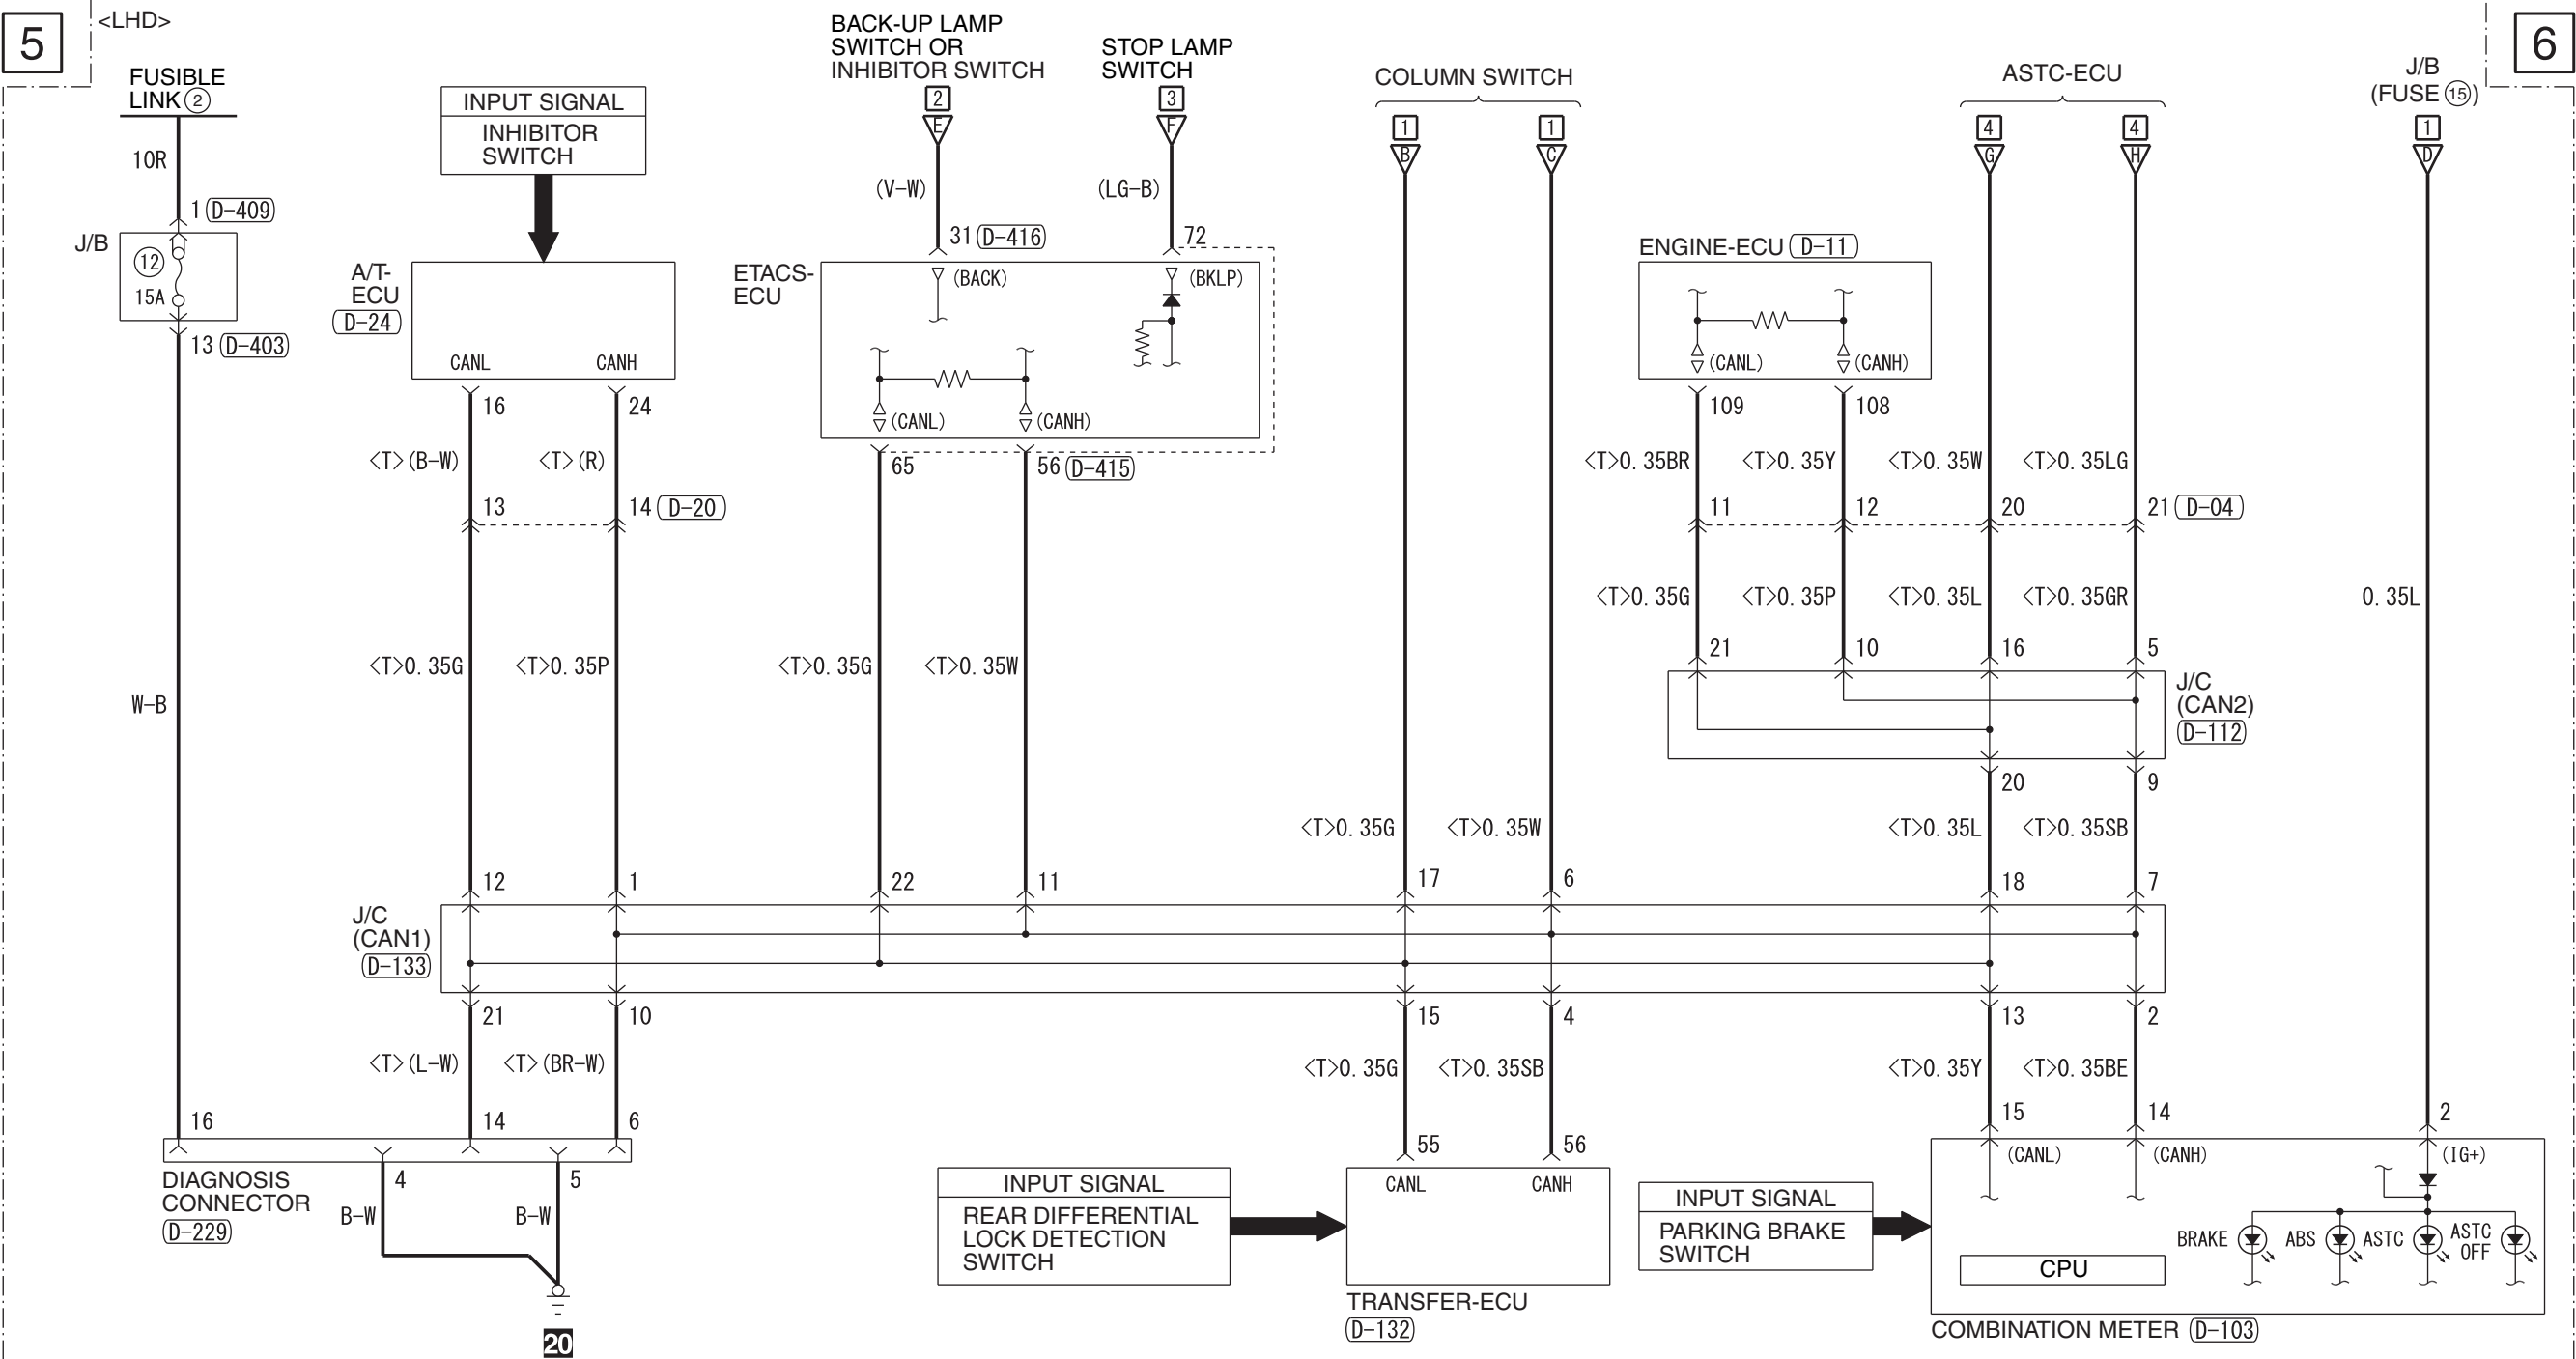 5
<LHD>
6
FUSIBLE
LINK 2
10R
1 D-409
J/B
12
15A
13 D-403
W-B
16
INPUT SIGNAL
INHIBITOR
SWITCH
A/T-
ECU
D-24
CANL
CANH
16
24
<T>(B-W)
<T>(R)
13
14 D-20
<T>0.35G
<T>0.35P
12
1
BACK-UP LAMP
SWITCH OR
INHIBITOR SWITCH
2
E
(V-W)
31 D-416
STOP LAMP
SWITCH
3
F
(LG-B)
72
ETACS-
ECU
(BACK)
(BKLP)
(CANL)
(CANH)
65
56 D-415
<T>0.35G
<T>0.35W
22
11
COLUMN SWITCH
1
B
1
C
<T>0.35G
<T>0.35W
17
6
ASTC-ECU
4
G
4
H
ENGINE-ECU D-11
(CANL)
(CANH)
109
108
<T>0.35BR
<T>0.35Y
<T>0.35W
<T>0.35LG
11
12
20
21 D-04
<T>0.35G
<T>0.35P
<T>0.35L
<T>0.35GR
21
10
16
5
J/C
(CAN2)
D-112
20
9
<T>0.35L
<T>0.35SB
18
7
J/B
(FUSE 15)
1
D
0.35L
2
J/C
(CAN1)
D-133
21
10
15
4
13
2
<T>(L-W)
<T>(BR-W)
<T>0.35G
<T>0.35SB
<T>0.35Y
<T>0.35BE
14
6
DIAGNOSIS
CONNECTOR
D-229
4
5
B-W
B-W
20
55
56
INPUT SIGNAL
REAR DIFFERENTIAL
LOCK DETECTION
SWITCH
CANL
CANH
TRANSFER-ECU
D-132
15
14
INPUT SIGNAL
PARKING BRAKE
SWITCH
(CANL)
(CANH)
(IG+)
BRAKE
ABS
ASTC
ASTC
OFF
CPU
COMBINATION METER D-103